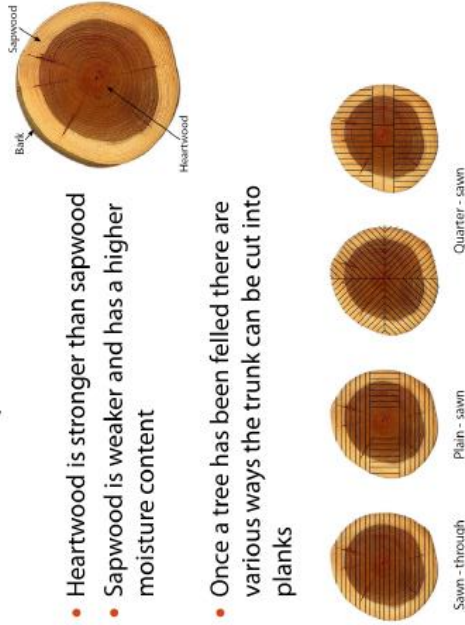 Sapwood
Bark
Heartwood
• Heartwood is stronger than sapwood
• Sapwood is weaker and has a higher
moisture content
• Once a tree has been felled there are
various ways the trunk can be cut into
planks
Sawn - through
Plain - sawn
Quarter - sawn